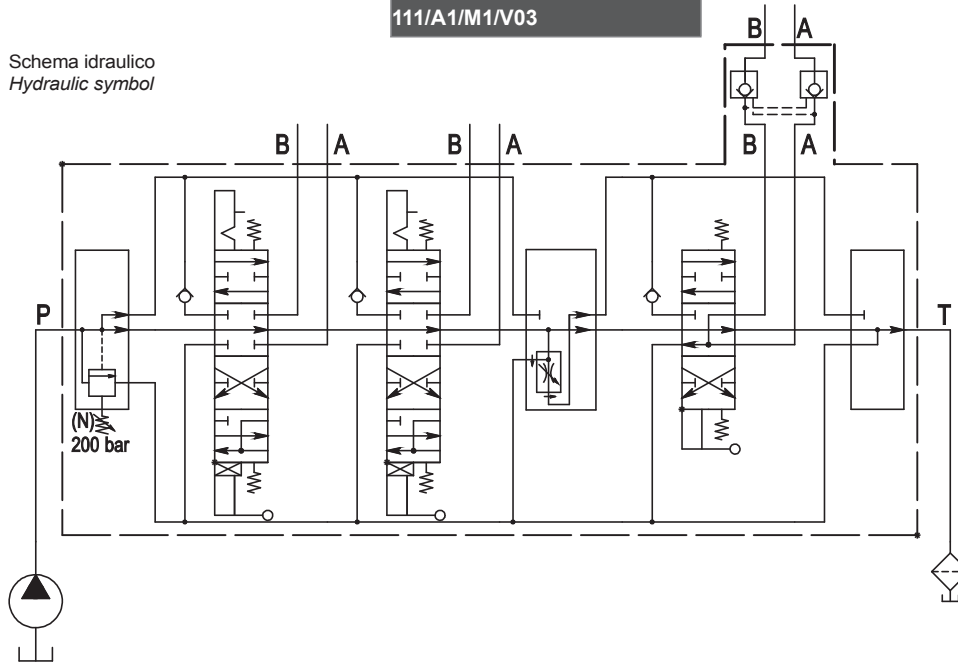 111/A1/M1/V03
Schema idraulico
Hydraulic symbol
B A
B A
B A
B A
P
T
(N)
200 bar